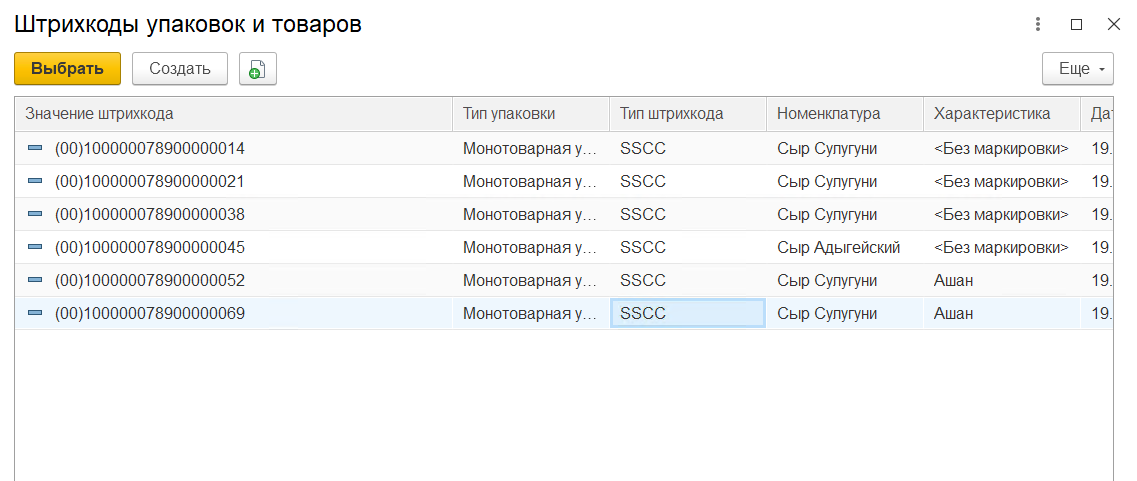 Штрихкоды упаковок и товаров
Выбрать Создать Еще
Значение штрихкода Тип упаковки Тип штрихкода Номенклатура Характеристика Дат
(00)100000078900000014 Монотоварная у... SSCC Сыр Сулугуни <Без маркировки> 19.
(00)100000078900000021 Монотоварная у... SSCC Сыр Сулугуни <Без маркировки> 19.
(00)100000078900000038 Монотоварная у... SSCC Сыр Сулугуни <Без маркировки> 19.
(00)100000078900000045 Монотоварная у... SSCC Сыр Адыгейский <Без маркировки> 19.
(00)100000078900000052 Монотоварная у... SSCC Сыр Сулугуни Ашан 19.
(00)100000078900000069 Монотоварная у... SSCC Сыр Сулугуни Ашан 19.